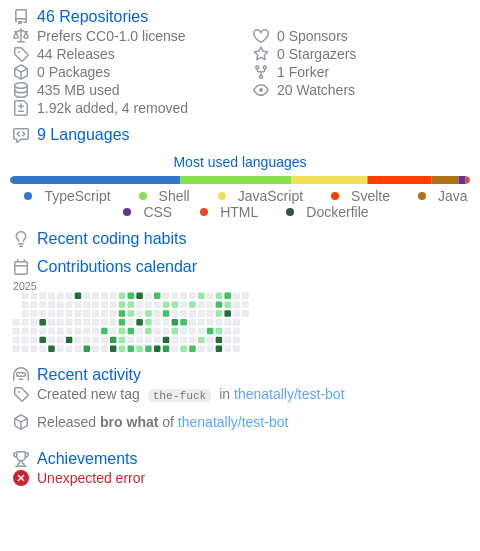 46 Repositories
Prefers CC0-1.0 license
0 Sponsors
44 Releases
0 Stargazers
0 Packages
1 Forker
435 MB used
20 Watchers
1.92k added, 4 removed
9 Languages
Most used languages
TypeScript Shell JavaScript Svelte Java
CSS HTML Dockerfile
Recent coding habits
Contributions calendar
2025
Recent activity
Created new tag the-fuck in thenatally/test-bot
Released bro what of thenatally/test-bot
Achievements
Unexpected error